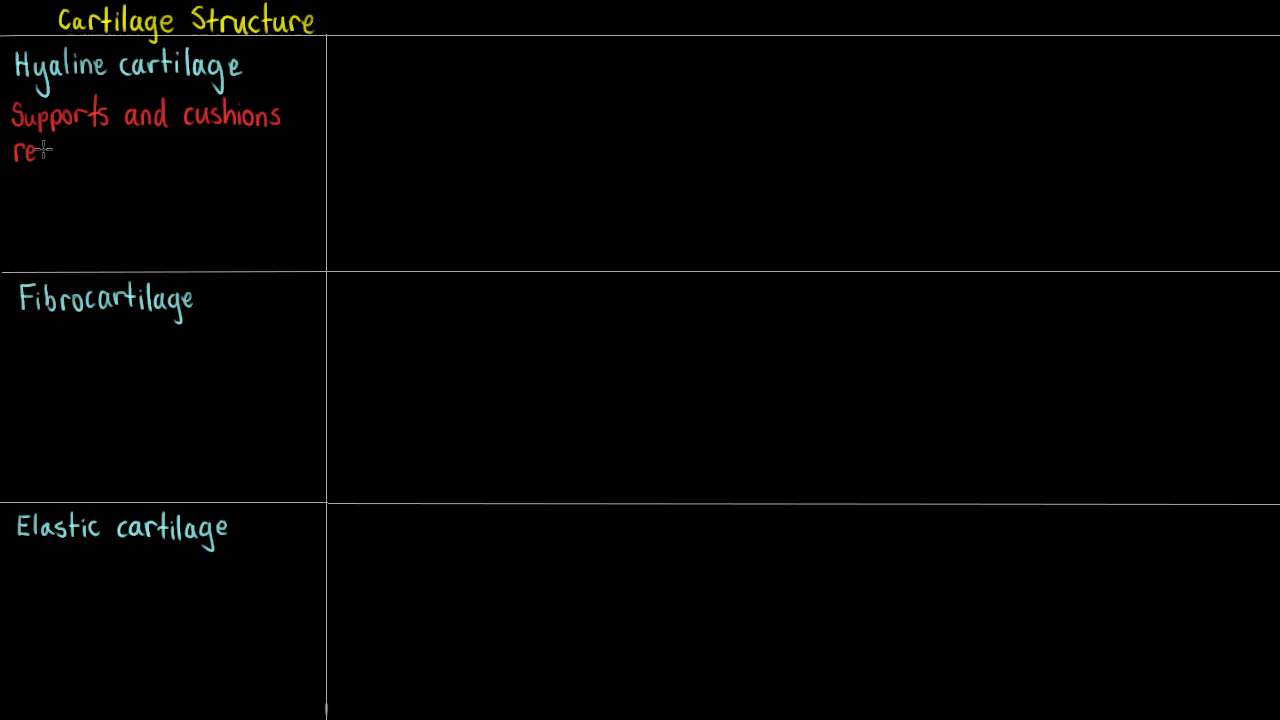 Cartilage Structure
Hyaline cartilage
Supports and cushions
re
Fibrocartilage
Elastic cartilage